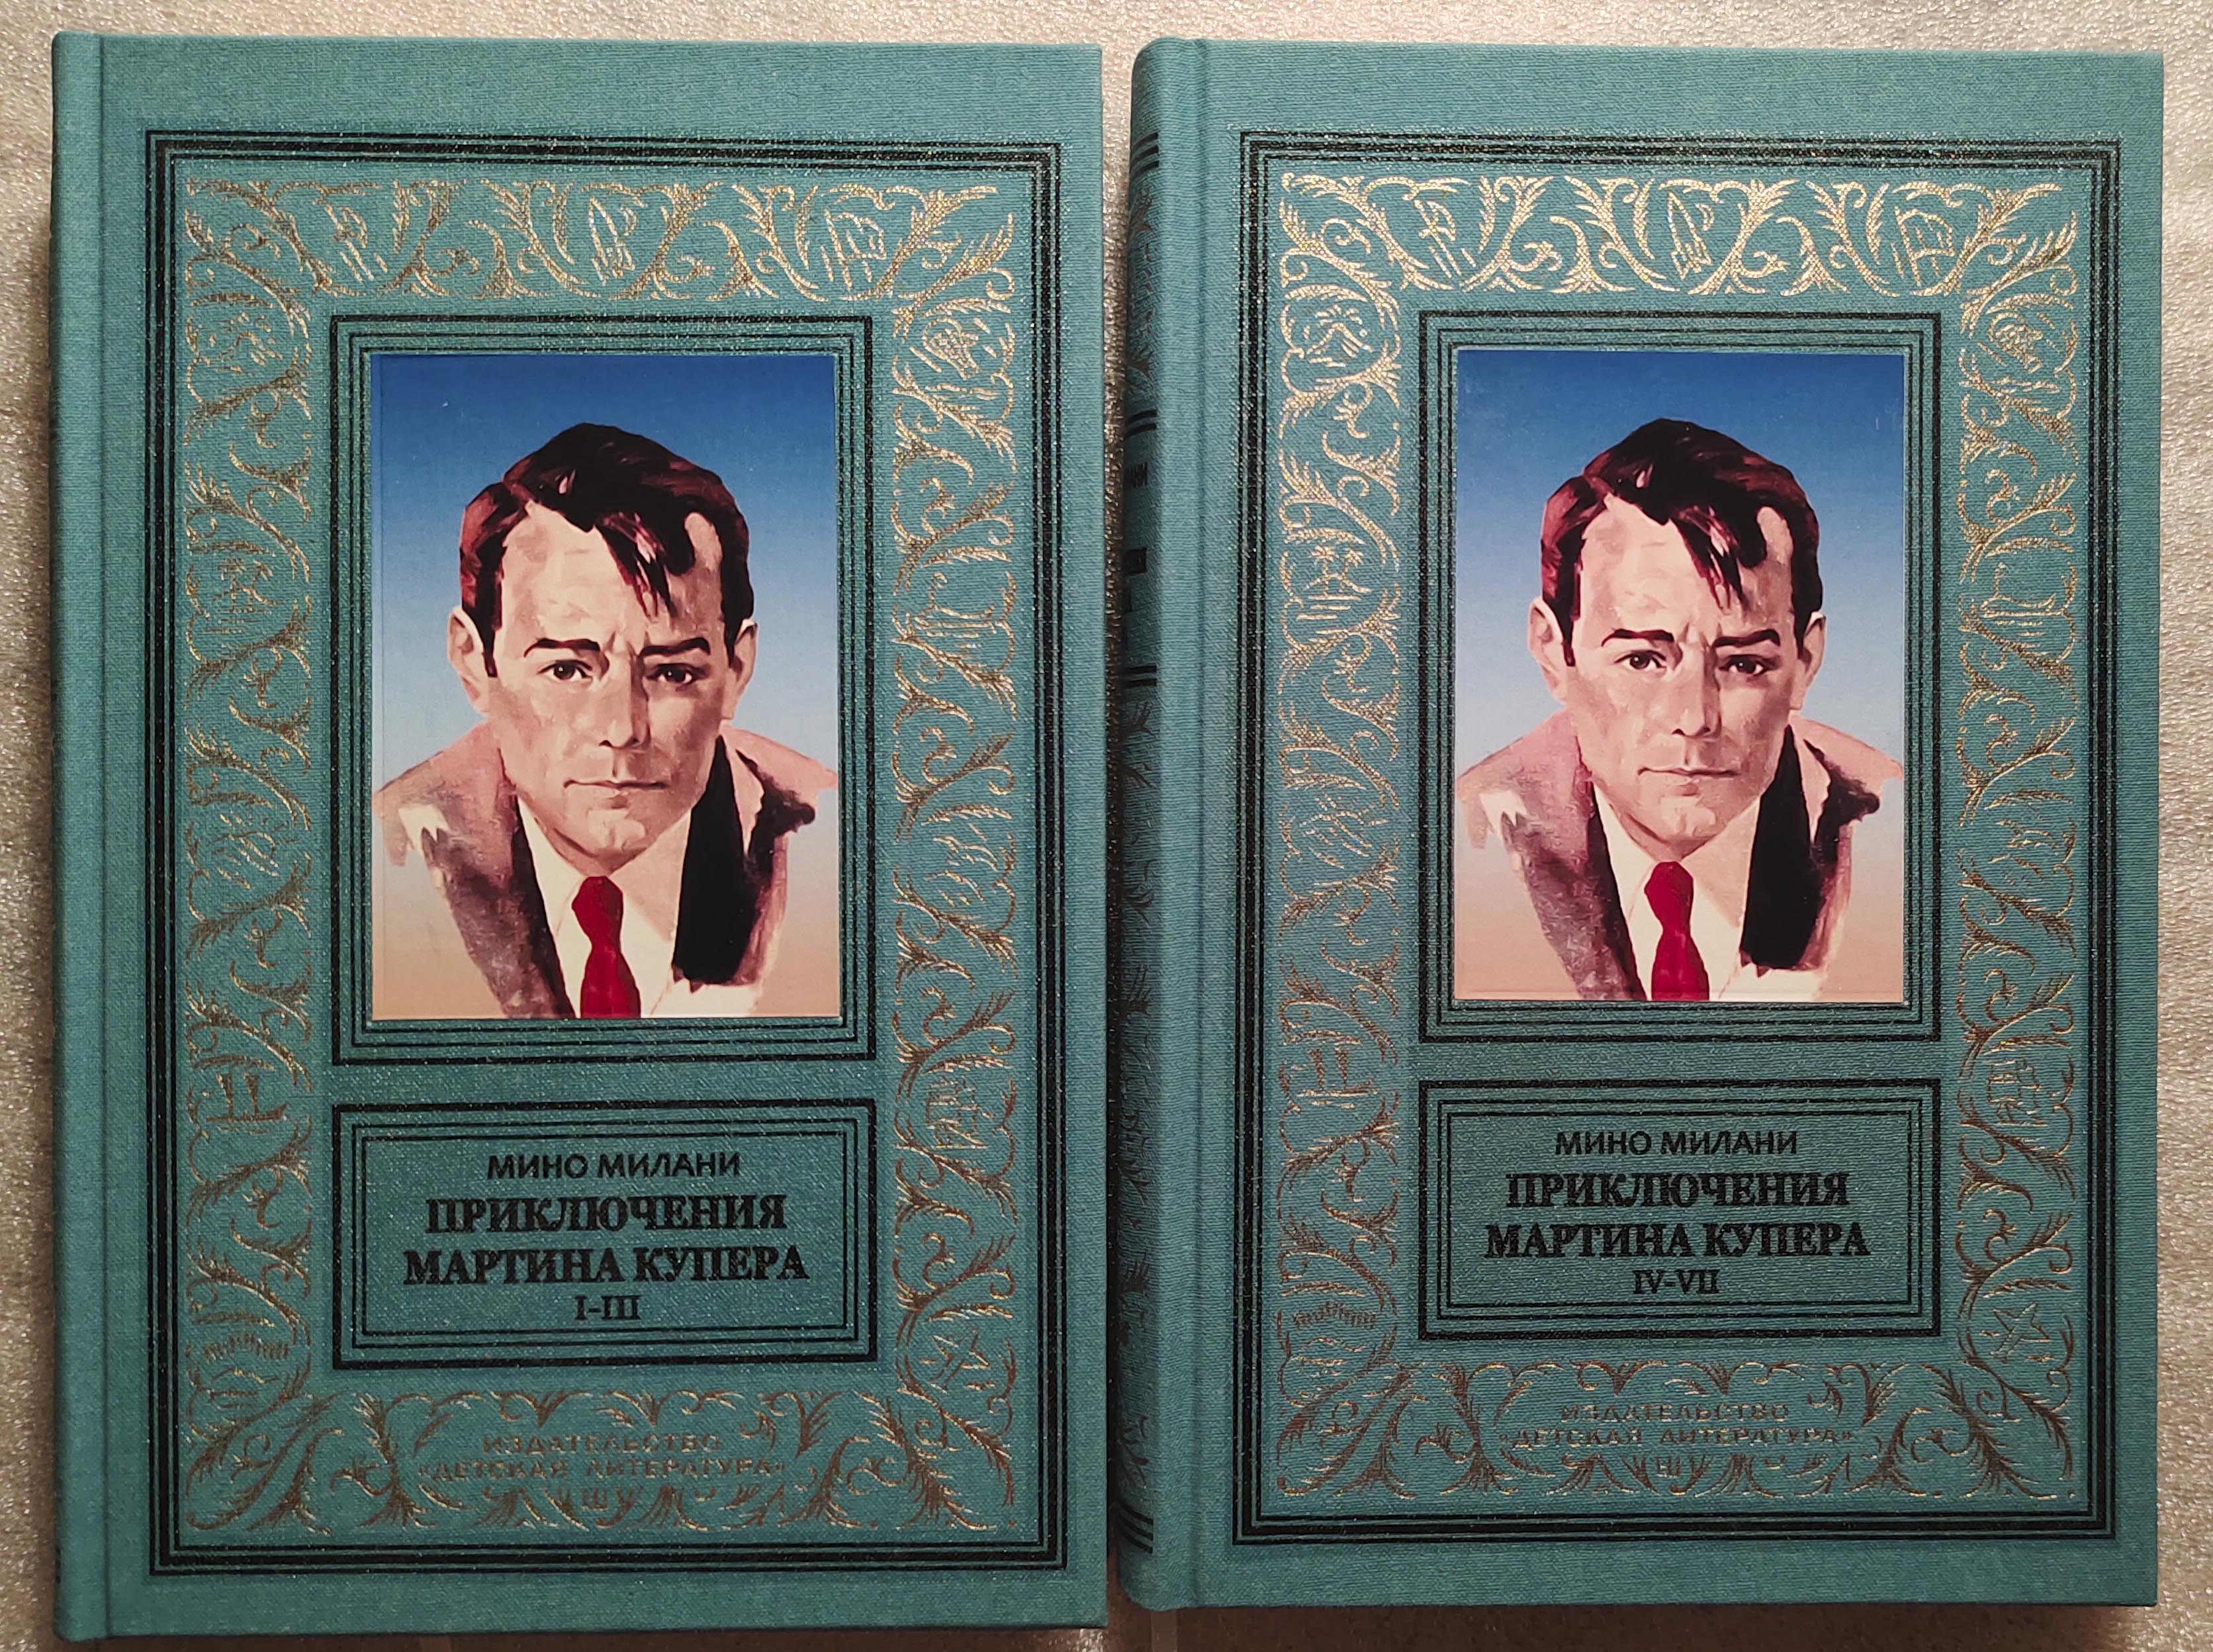 МИНО МИЛАНИ
ПРИКЛЮЧЕНИЯ
МАРТИНА КУПЕРА
I-III
ИЗДАТЕЛЬСТВО
«ДЕТСКАЯ ЛИТЕРАТУРА»
МИНО МИЛАНИ
ПРИКЛЮЧЕНИЯ
МАРТИНА КУПЕРА
IV-VII
ИЗДАТЕЛЬСТВО
«ДЕТСКАЯ ЛИТЕРАТУРА»